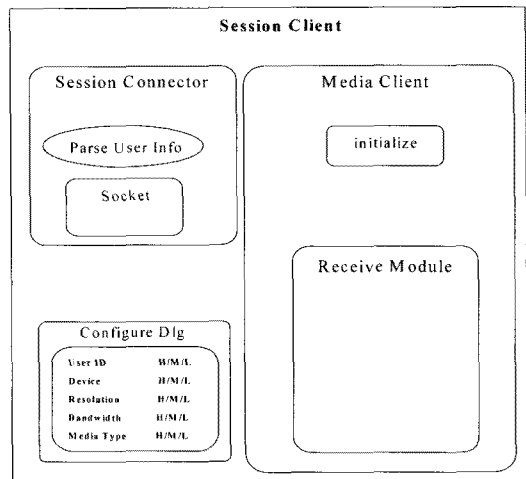 Session Client
Session Connector
Parse User Info
Socket
Media Client
initialize
Receive Module
Configure Dlg
User ID H/M/L
Device H/M/L
Resolution H/M/L
Bandwidth H/M/L
Media Type H/M/L